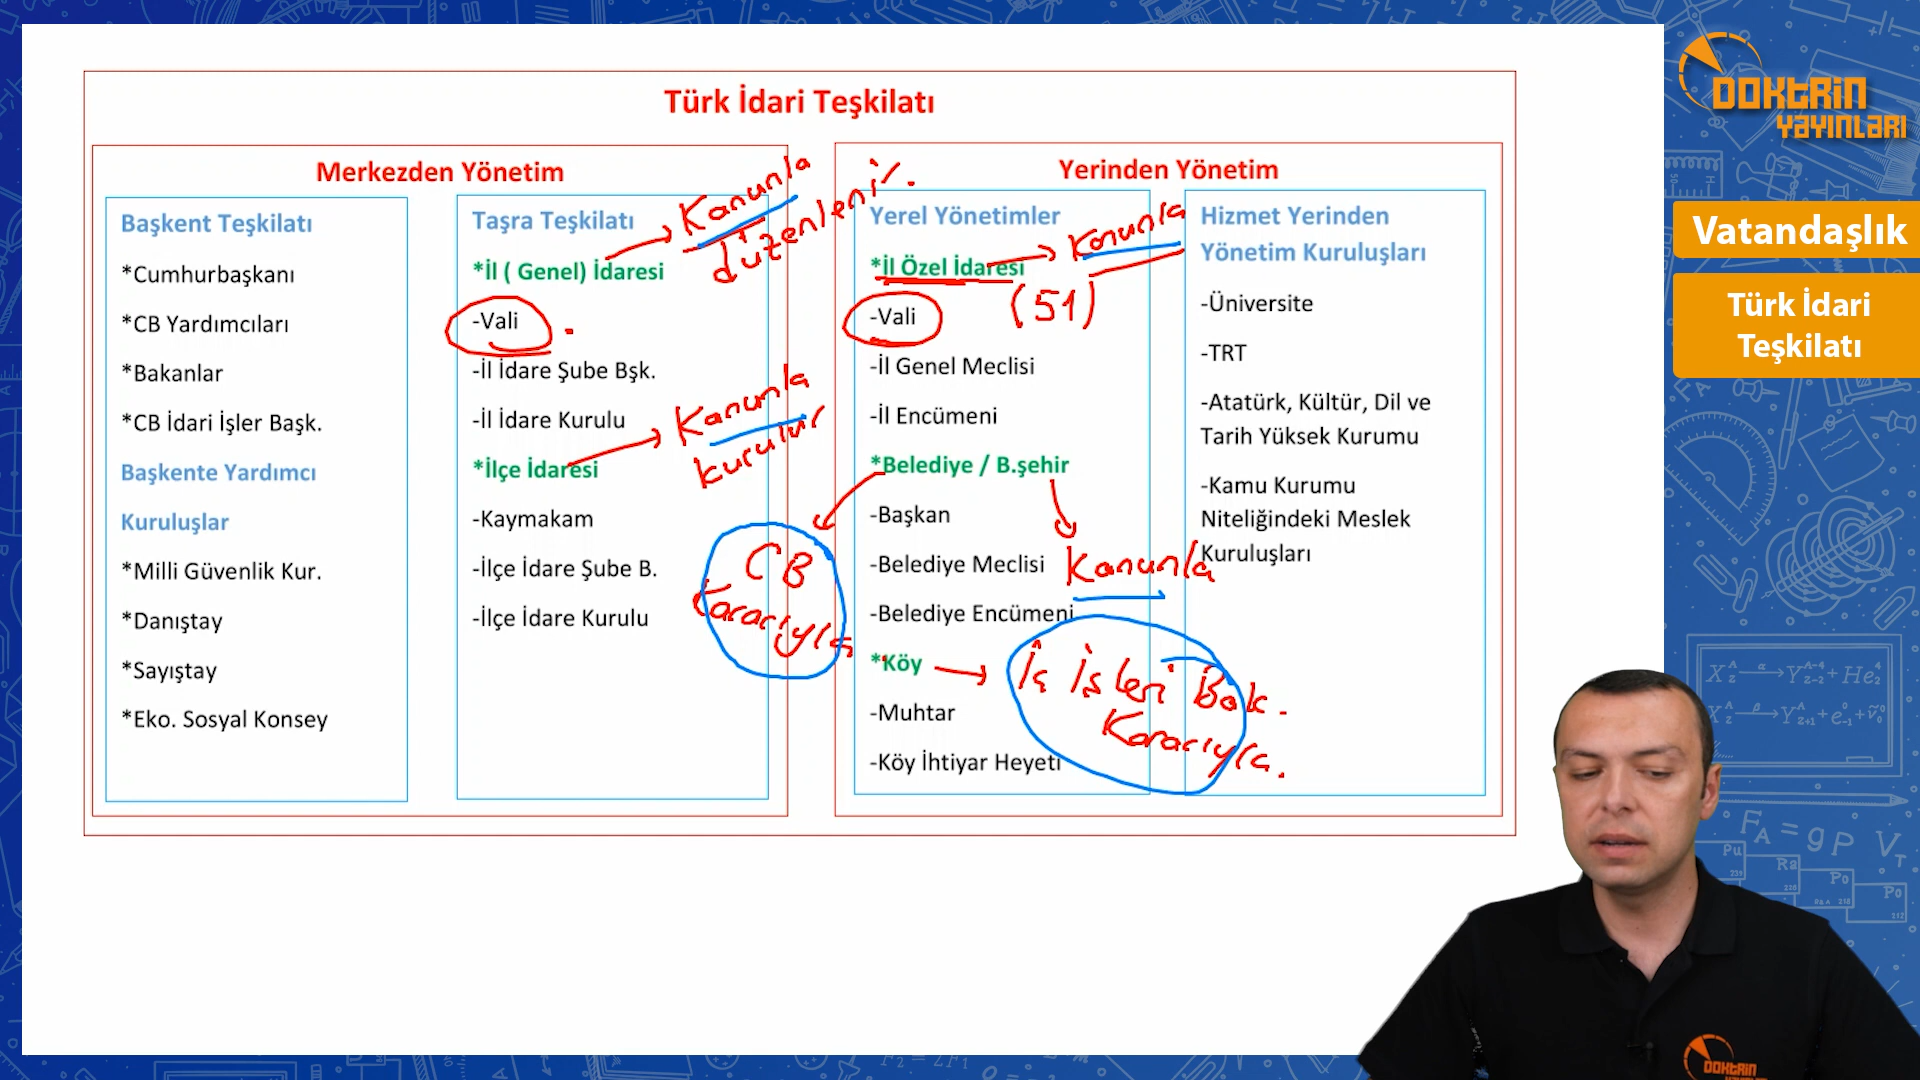 Türk İdari Teşkilatı
Merkezden Yönetim
Başkent Teşkilatı
*Cumhurbaşkanı
*CB Yardımcıları
*Bakanlar
*CB İdari İşler Başk.
Başkente Yardımcı
Kuruluşlar
*Milli Güvenlik Kur.
*Danıştay
*Sayıştay
*Eko. Sosyal Konsey
Taşra Teşkilatı
*İl ( Genel) İdaresi
Kanunla
düzenlenir.
-Vali
-İl İdare Şube Bşk.
-İl İdare Kurulu
*İlçe İdaresi
Kanunla
kurulur
-Kaymakam
-İlçe İdare Şube B.
-İlçe İdare Kurulu
Yerinden Yönetim
Yerel Yönetimler
*İl Özel İdaresi
Kanunla
(51)
-Vali
-İl Genel Meclisi
-İl Encümeni
*Belediye / B.şehir
CB
Kararıyla
Kanunla
-Başkan
-Belediye Meclisi
-Belediye Encümeni
*Köy
İç İşleri Bak.
Kararıyla.
-Muhtar
-Köy İhtiyar Heyeti
Hizmet Yerinden
Yönetim Kuruluşları
-Üniversite
-TRT
-Atatürk, Kültür, Dil ve
Tarih Yüksek Kurumu
-Kamu Kurumu
Niteliğindeki Meslek
Kuruluşları
DOKTRİN
YAYINLARI
Vatandaşlık
Türk İdari
Teşkilatı
F_A = gP
DOKTRİN